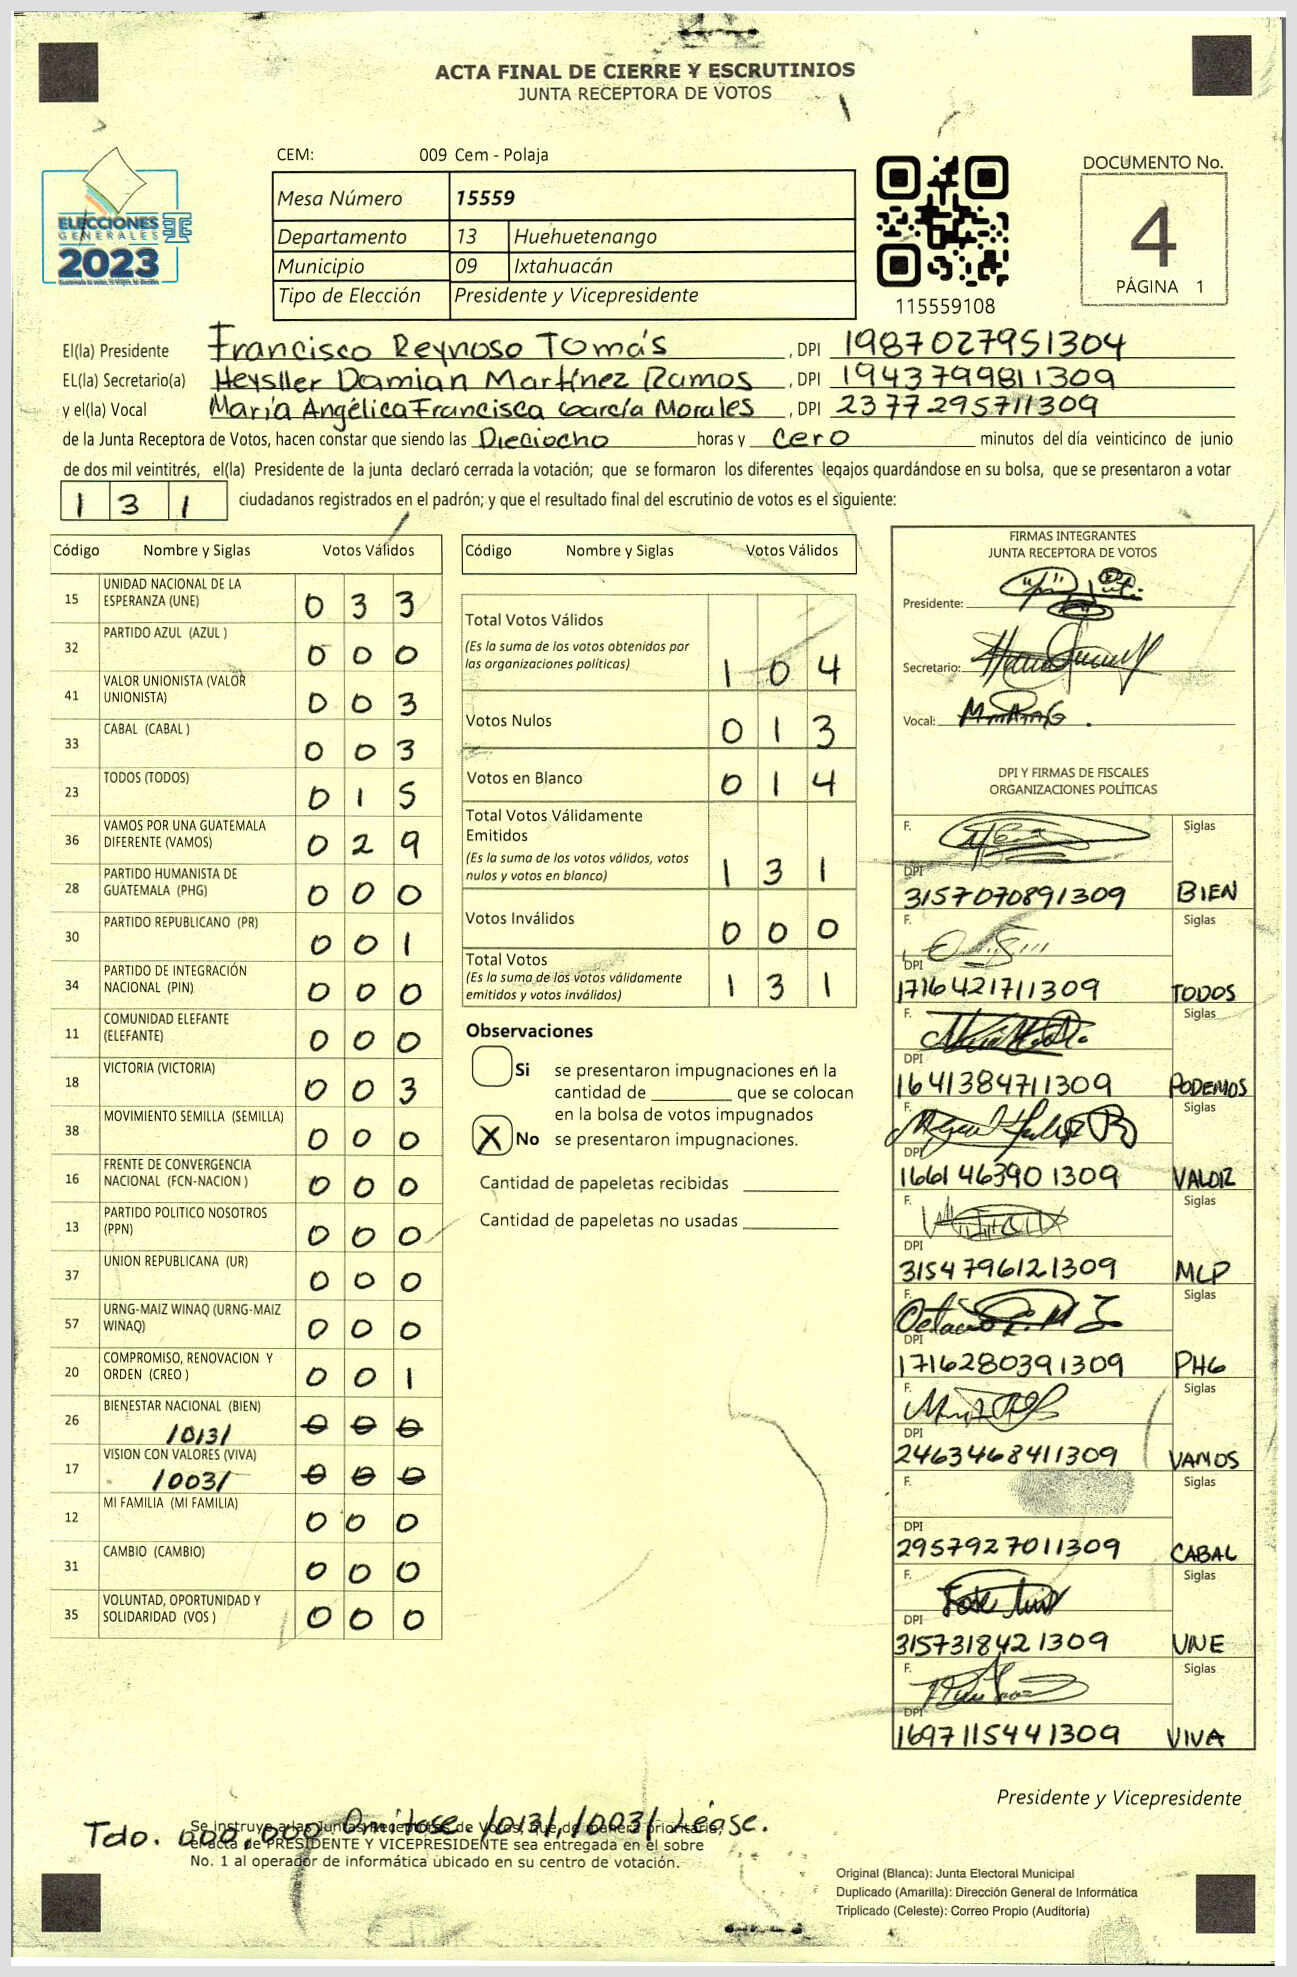 ACTA FINAL DE CIERRE Y ESCRUTINIOS
JUNTA RECEPTORA DE VOTOS
CEM: 009 Cem - Polaja
ELECCIONES
GENERALES
2023
Mesa Número 15559
Departamento 13 Huehuetenango
Municipio 09 Ixtahuacán
Tipo de Elección Presidente y Vicepresidente
115559108
DOCUMENTO No.
4
PÁGINA 1
El(la) Presidente Francisco Reynoso Tomás , DPI 1987027951304
EL(la) Secretario(a) Heysller Damian Martínez Ramos , DPI 1943799811309
y el(la) Vocal María Angélica Francisca García Morales , DPI 2377295711309
de la Junta Receptora de Votos, hacen constar que siendo las Dieciocho horas y cero minutos del día veinticinco de junio
de dos mil veintitrés, el(la) Presidente de la junta declaró cerrada la votación; que se formaron los diferentes legajos quardándose en su bolsa, que se presentaron a votar
131 ciudadanos registrados en el padrón; y que el resultado final del escrutinio de votos es el siguiente:
Código Nombre y Siglas Votos Válidos
15 UNIDAD NACIONAL DE LA ESPERANZA (UNE) 0 3 3
32 PARTIDO AZUL (AZUL ) 0 0 0
41 VALOR UNIONISTA (VALOR UNIONISTA) 0 0 3
33 CABAL (CABAL ) 0 0 3
23 TODOS (TODOS) 0 1 5
36 VAMOS POR UNA GUATEMALA DIFERENTE (VAMOS) 0 2 9
28 PARTIDO HUMANISTA DE GUATEMALA (PHG) 0 0 0
30 PARTIDO REPUBLICANO (PR) 0 0 1
34 PARTIDO DE INTEGRACIÓN NACIONAL (PIN) 0 0 0
11 COMUNIDAD ELEFANTE (ELEFANTE) 0 0 0
18 VICTORIA (VICTORIA) 0 0 3
38 MOVIMIENTO SEMILLA (SEMILLA) 0 0 0
16 FRENTE DE CONVERGENCIA NACIONAL (FCN-NACION ) 0 0 0
13 PARTIDO POLITICO NOSOTROS (PPN) 0 0 0
37 UNION REPUBLICANA (UR) 0 0 0
57 URNG-MAIZ WINAQ (URNG-MAIZ WINAQ) 0 0 0
20 COMPROMISO, RENOVACION Y ORDEN (CREO ) 0 0 1
26 BIENESTAR NACIONAL (BIEN) /013/ 0 0 0
17 VISION CON VALORES (VIVA) /003/ 0 0 0
12 MI FAMILIA (MI FAMILIA) 0 0 0
31 CAMBIO (CAMBIO) 0 0 0
35 VOLUNTAD, OPORTUNIDAD Y SOLIDARIDAD (VOS ) 0 0 0
Código Nombre y Siglas Votos Válidos
Total Votos Válidos
(Es la suma de los votos obtenidos por las organizaciones políticas) 1 0 4
Votos Nulos 0 1 3
Votos en Blanco 0 1 4
Total Votos Válidamente Emitidos
(Es la suma de los votos válidos, votos nulos y votos en blanco) 1 3 1
Votos Inválidos 0 0 0
Total Votos
(Es la suma de los votos válidamente emitidos y votos inválidos) 1 3 1
Observaciones
Si se presentaron impugnaciones en la
cantidad de ________ que se colocan
en la bolsa de votos impugnados
X No se presentaron impugnaciones.
Cantidad de papeletas recibidas
Cantidad de papeletas no usadas
FIRMAS INTEGRANTES
JUNTA RECEPTORA DE VOTOS
Presidente:
Secretario:
Vocal:
DPI Y FIRMAS DE FISCALES
ORGANIZACIONES POLÍTICAS
F. Siglas
DPI
3157070891309 BIEN
F. Siglas
DPI
1716421711309 TODOS
F. Siglas
DPI
1641384711309 PODEMOS
F. Siglas
DPI
1661463901309 VALOR
F. Siglas
DPI
3154796121309 MLP
F. Siglas
DPI
1716280391309 PHG
F. Siglas
DPI
2463468411309 VAMOS
F. Siglas
DPI
2957927011309 CABAL
F. Siglas
DPI
3157318421309 UNE
F. Siglas
DPI
1697115441309 VIVA
Presidente y Vicepresidente
Tdo. 000,000 Omítase. /013/,/003/ Léase.
Se instruye a las Juntas Receptoras de Votos, que de manera prioritaria,
el acta de PRESIDENTE Y VICEPRESIDENTE sea entregada en el sobre
No. 1 al operador de informática ubicado en su centro de votación.
Original (Blanca): Junta Electoral Municipal
Duplicado (Amarilla): Dirección General de Informática
Triplicado (Celeste): Correo Propio (Auditoría)